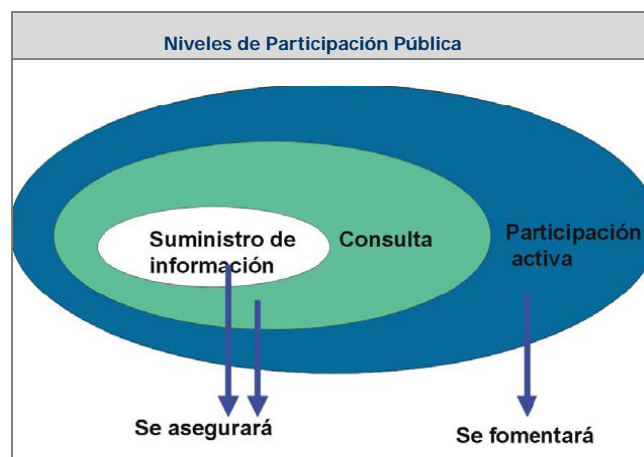 Niveles de Participación Pública
Suministro de
información
Consulta
Participación
activa
Se asegurará
Se fomentará